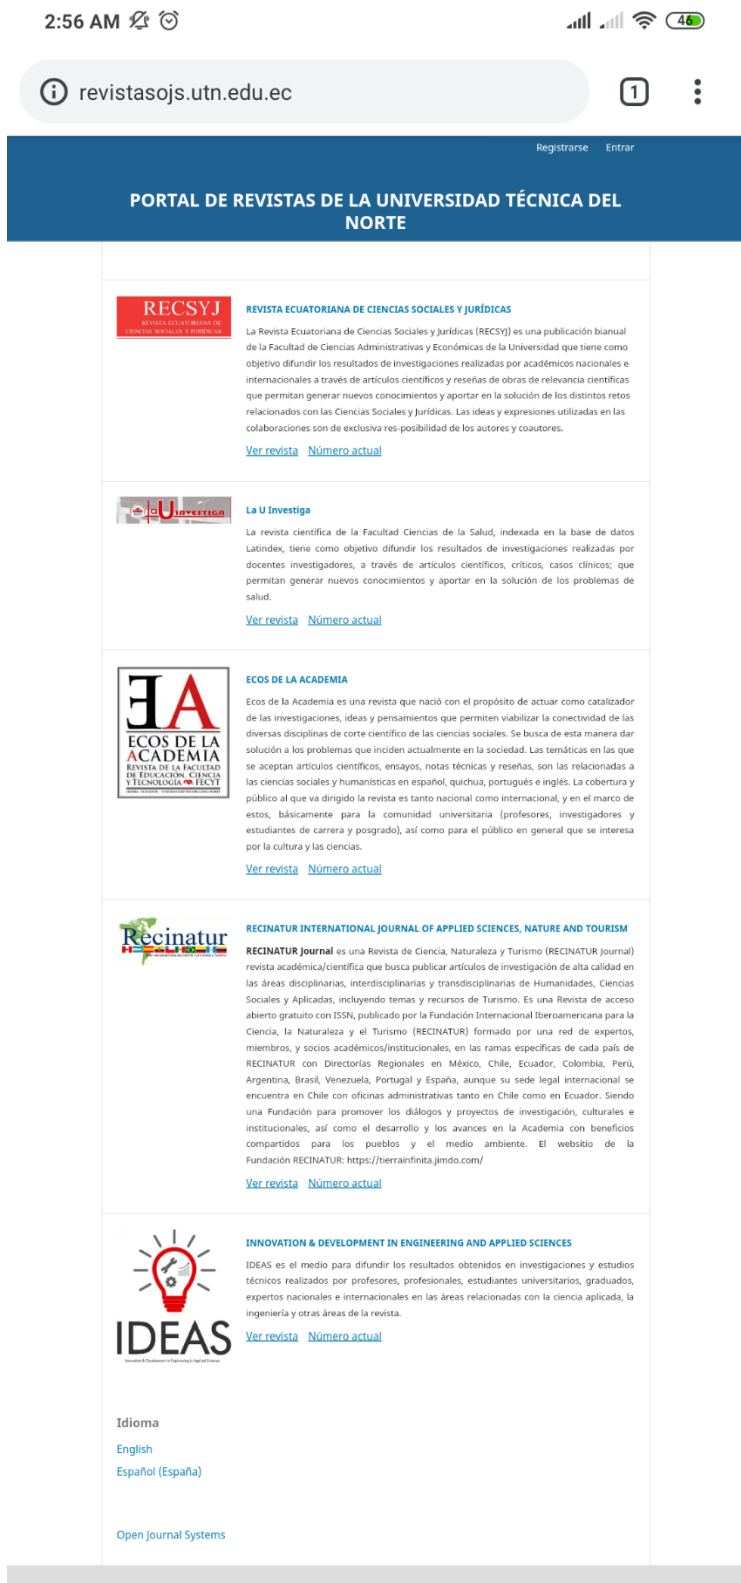 2:56 AM
46
revistasojs.utn.edu.ec
1
Registrarse Entrar
PORTAL DE REVISTAS DE LA UNIVERSIDAD TÉCNICA DEL
NORTE
RECSYJ
REVISTA ECUATORIANA DE
CIENCIAS SOCIALES Y JURÍDICAS
REVISTA ECUATORIANA DE CIENCIAS SOCIALES Y JURÍDICAS
La Revista Ecuatoriana de Ciencias Sociales y Jurídicas (RECSYJ) es una publicación bianual
de la Facultad de Ciencias Administrativas y Económicas de la Universidad que tiene como
objetivo difundir los resultados de investigaciones realizadas por académicos nacionales e
internacionales a través de artículos científicos y reseñas de obras de relevancia científicas
que permitan generar nuevos conocimientos y aportar en la solución de los distintos retos
relacionados con las Ciencias Sociales y Jurídicas. Las ideas y expresiones utilizadas en las
colaboraciones son de exclusiva res-posibilidad de los autores y coautores.
Ver revista Número actual
la U INVESTIGA
La U Investiga
La revista científica de la Facultad Ciencias de la Salud, indexada en la base de datos
Latindex, tiene como objetivo difundir los resultados de investigaciones realizadas por
docentes investigadores, a través de artículos científicos, críticos, casos clínicos; que
permitan generar nuevos conocimientos y aportar en la solución de los problemas de
salud.
Ver revista Número actual
EA
ECOS DE LA
ACADEMIA
REVISTA DE LA FACULTAD
DE EDUCACIÓN, CIENCIA
Y TECNOLOGÍA FECYT
ECOS DE LA ACADEMIA
Ecos de la Academia es una revista que nació con el propósito de actuar como catalizador
de las investigaciones, ideas y pensamientos que permiten viabilizar la conectividad de las
diversas disciplinas de corte científico de las ciencias sociales. Se busca de esta manera dar
solución a los problemas que inciden actualmente en la sociedad. Las temáticas en las que
se aceptan artículos científicos, ensayos, notas técnicas y reseñas, son las relacionadas a
las ciencias sociales y humanísticas en español, quichua, portugués e inglés. La cobertura y
público al que va dirigido la revista es tanto nacional como internacional, y en el marco de
estos, básicamente para la comunidad universitaria (profesores, investigadores y
estudiantes de carrera y posgrado), así como para el público en general que se interesa
por la cultura y las ciencias.
Ver revista Número actual
Recinatur
RECINATUR INTERNATIONAL JOURNAL OF APPLIED SCIENCES, NATURE AND TOURISM
RECINATUR Journal es una Revista de Ciencia, Naturaleza y Turismo (RECINATUR Journal)
revista académica/científica que busca publicar artículos de investigación de alta calidad en
las áreas disciplinarias, interdisciplinarias y transdisciplinarias de Humanidades, Ciencias
Sociales y Aplicadas, incluyendo temas y recursos de Turismo. Es una Revista de acceso
abierto gratuito con ISSN, publicado por la Fundación Internacional Iberoamericana para la
Ciencia, la Naturaleza y el Turismo (RECINATUR) formado por una red de expertos,
miembros, y socios académicos/institucionales, en las ramas específicas de cada país de
RECINATUR con Directorías Regionales en México, Chile, Ecuador, Colombia, Perú,
Argentina, Brasil, Venezuela, Portugal y España, aunque su sede legal internacional se
encuentra en Chile con oficinas administrativas tanto en Chile como en Ecuador. Siendo
una Fundación para promover los diálogos y proyectos de investigación, culturales e
institucionales, así como el desarrollo y los avances en la Academia con beneficios
compartidos para los pueblos y el medio ambiente. El websitio de la
Fundación RECINATUR: https://tierrainfinita.jimdo.com/
Ver revista Número actual
IDEAS
Innovation & Development in Engineering in Applied Sciences
INNOVATION & DEVELOPMENT IN ENGINEERING AND APPLIED SCIENCES
IDEAS es el medio para difundir los resultados obtenidos en investigaciones y estudios
técnicos realizados por profesores, profesionales, estudiantes universitarios, graduados,
expertos nacionales e internacionales en las áreas relacionadas con la ciencia aplicada, la
ingeniería y otras áreas de la revista.
Ver revista Número actual
Idioma
English
Español (España)
Open Journal Systems